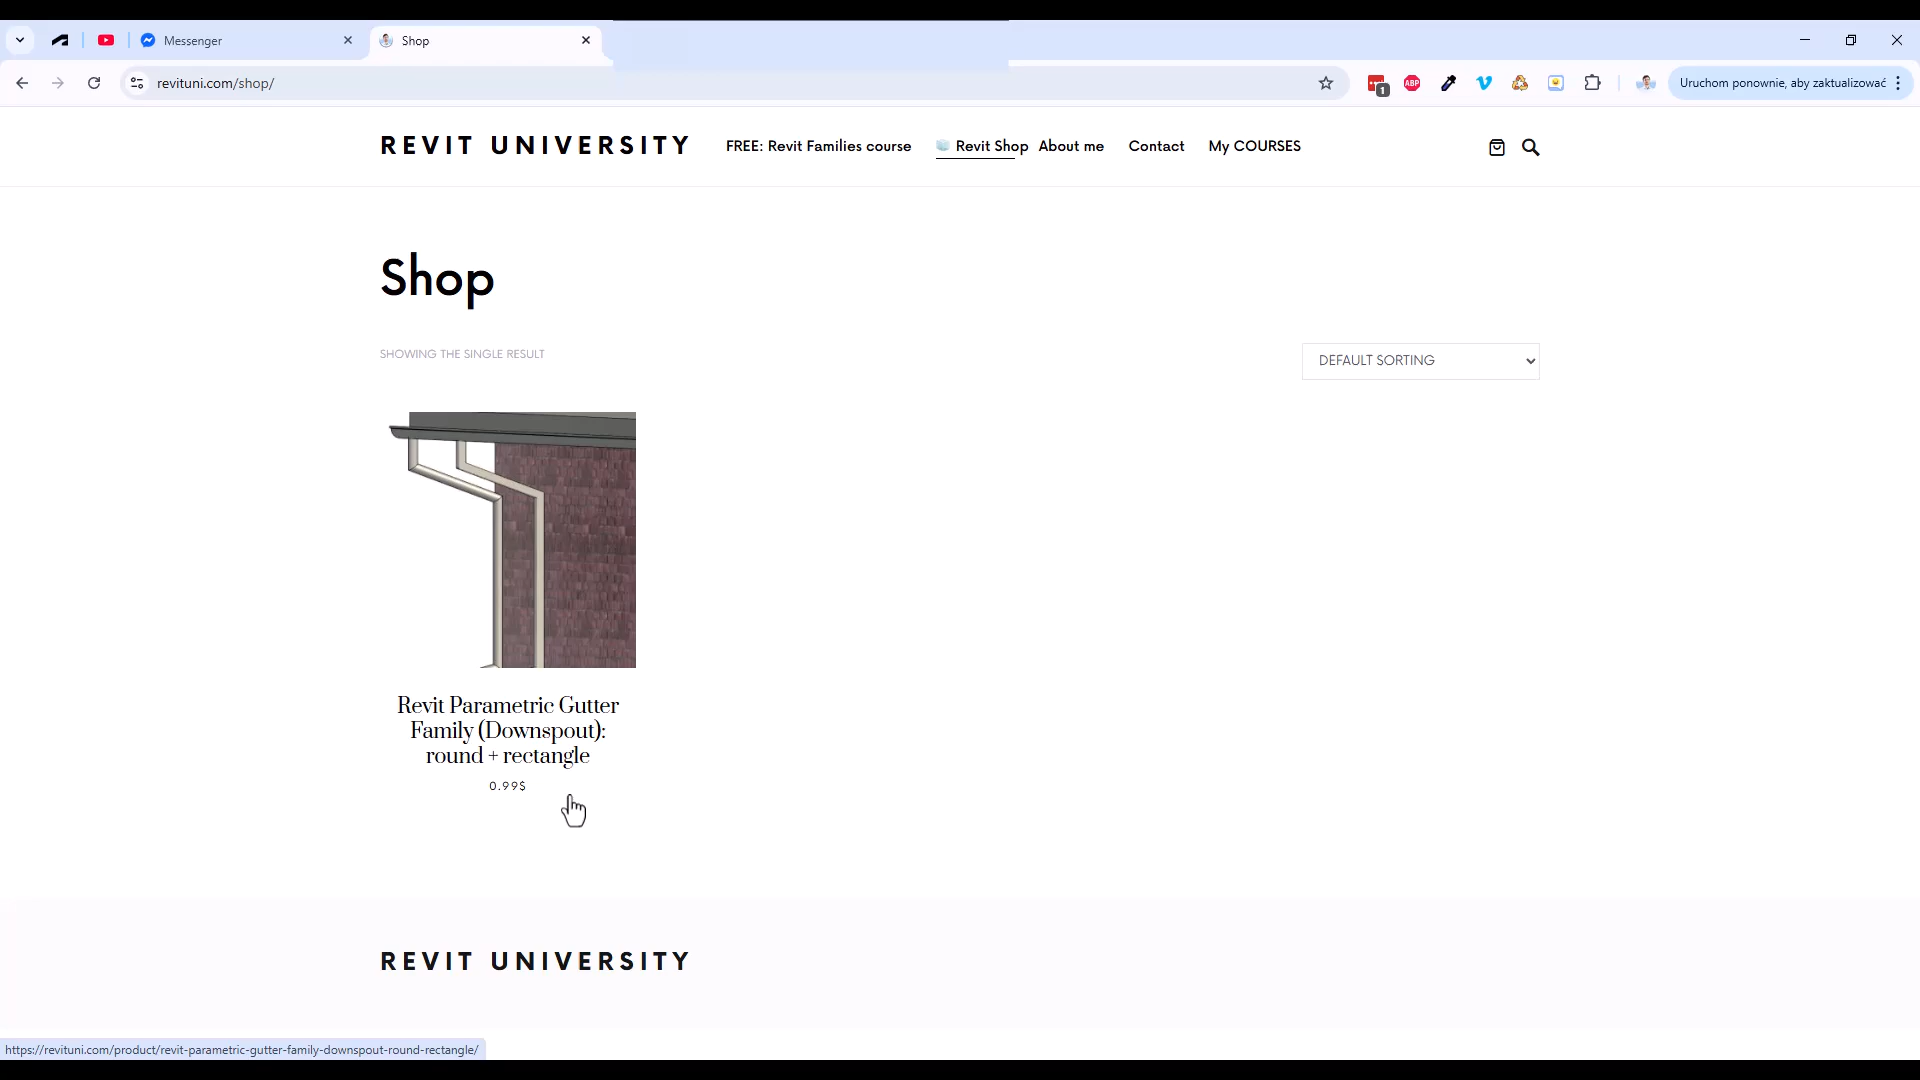 Messenger
Shop
revituni.com/shop/
1
ABP
Uruchom ponownie, aby zaktualizować
REVIT UNIVERSITY
FREE: Revit Families course
Revit Shop
About me
Contact
My COURSES
Shop
SHOWING THE SINGLE RESULT
DEFAULT SORTING
Revit Parametric Gutter
Family (Downspout):
round + rectangle
0.99$
REVIT UNIVERSITY
https://revituni.com/product/revit-parametric-gutter-family-downspout-round-rectangle/